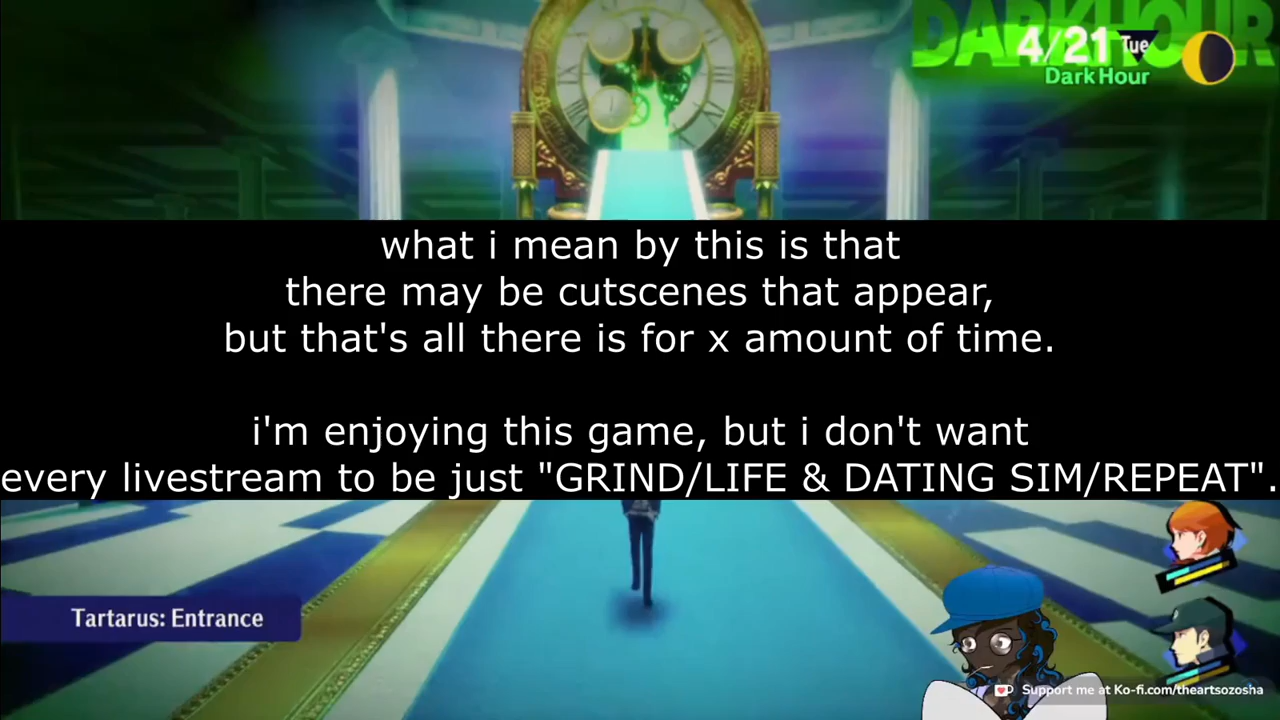 DARK HOUR
4/21 Tue
Dark Hour
what i mean by this is that
there may be cutscenes that appear,
but that's all there is for x amount of time.
i'm enjoying this game, but i don't want
every livestream to be just "GRIND/LIFE & DATING SIM/REPEAT".
Tartarus: Entrance
Support me at Ko-fi.com/theartsozosha